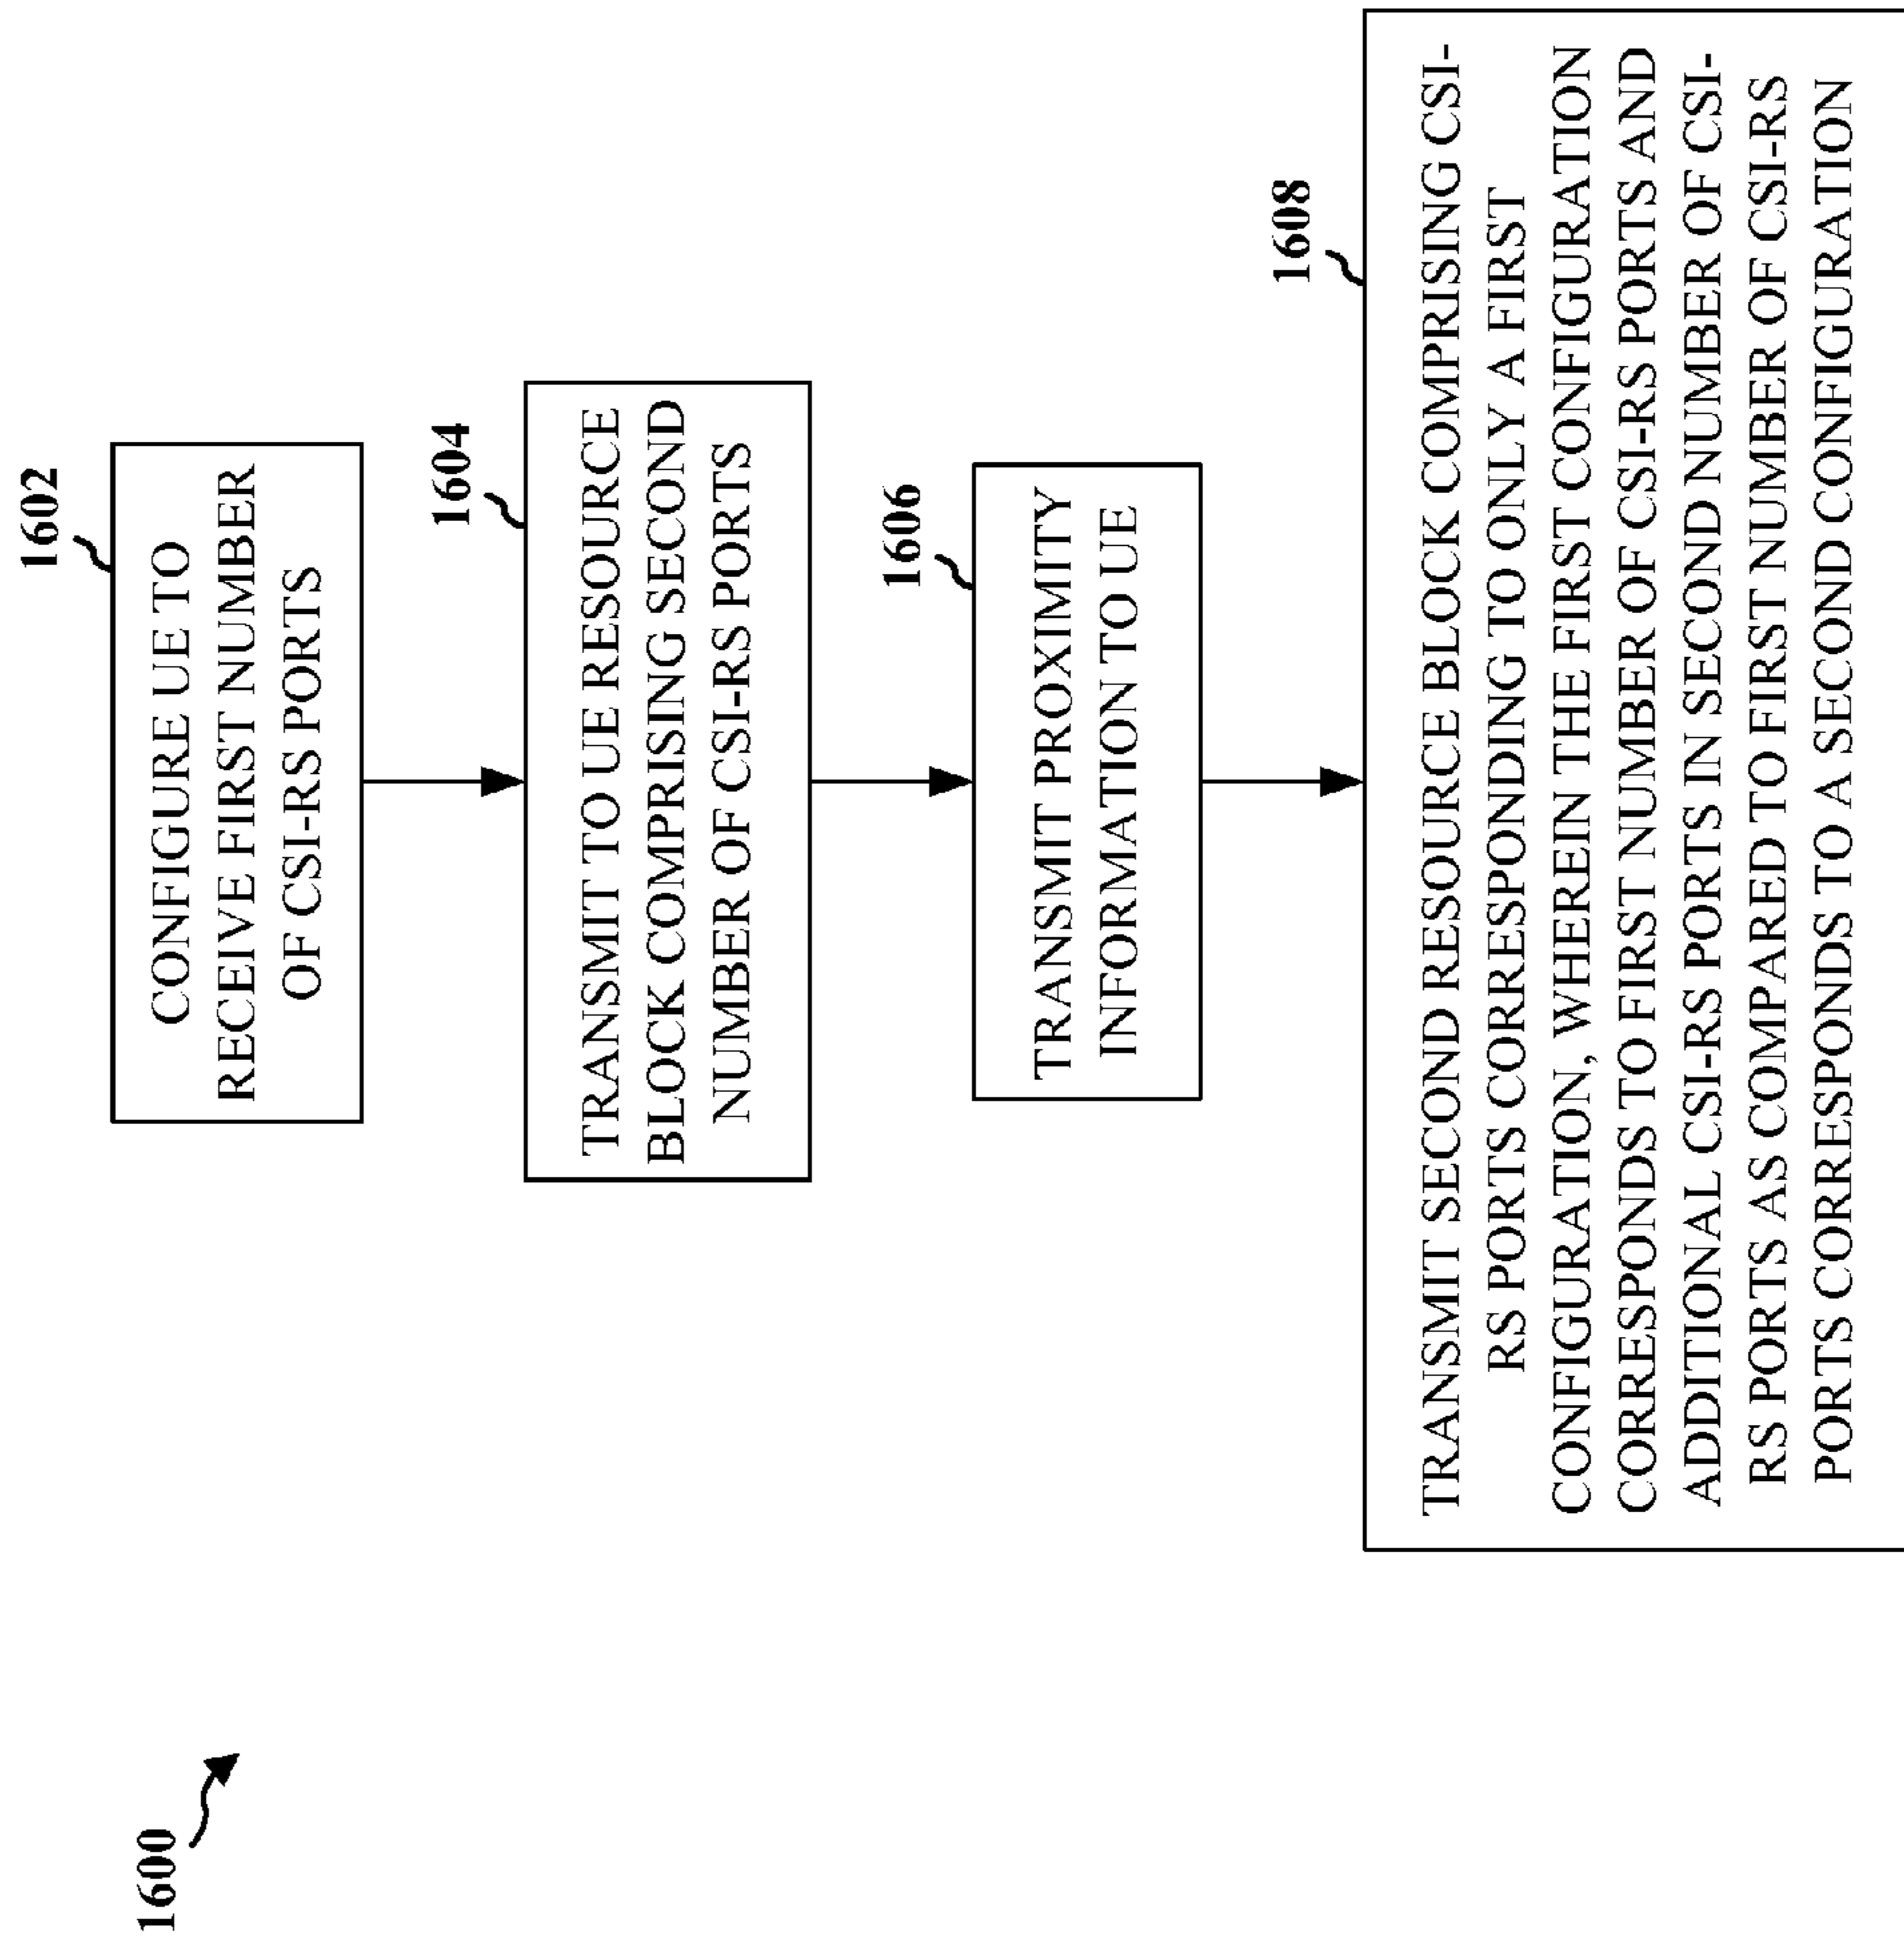 1600
1602
CONFIGURE UE TO
RECEIVE FIRST NUMBER
OF CSI-RS PORTS
1604
TRANSMIT TO UE RESOURCE
BLOCK COMPRISING SECOND
NUMBER OF CSI-RS PORTS
1606
TRANSMIT PROXIMITY
INFORMATION TO UE
1608
TRANSMIT SECOND RESOURCE BLOCK COMPRISING CSI-
RS PORTS CORRESPONDING TO ONLY A FIRST
CONFIGURATION, WHEREIN THE FIRST CONFIGURATION
CORRESPONDS TO FIRST NUMBER OF CSI-RS PORTS AND
ADDITIONAL CSI-RS PORTS IN SECOND NUMBER OF CSI-
RS PORTS AS COMPARED TO FIRST NUMBER OF CSI-RS
PORTS CORRESPONDS TO A SECOND CONFIGURATION